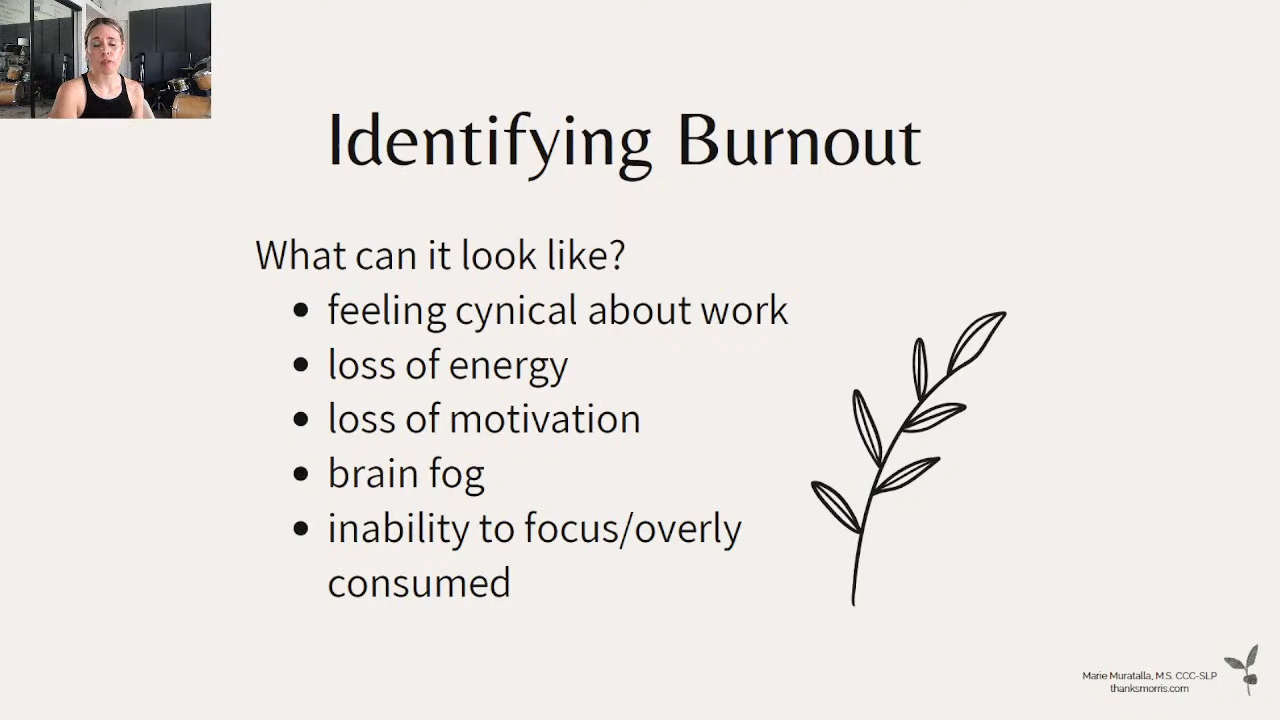 Identifying Burnout
What can it look like?
• feeling cynical about work
• loss of energy
• loss of motivation
• brain fog
• inability to focus/overly
consumed
Marie Muratalla, M.S. CCC-SLP
thanksmorris.com